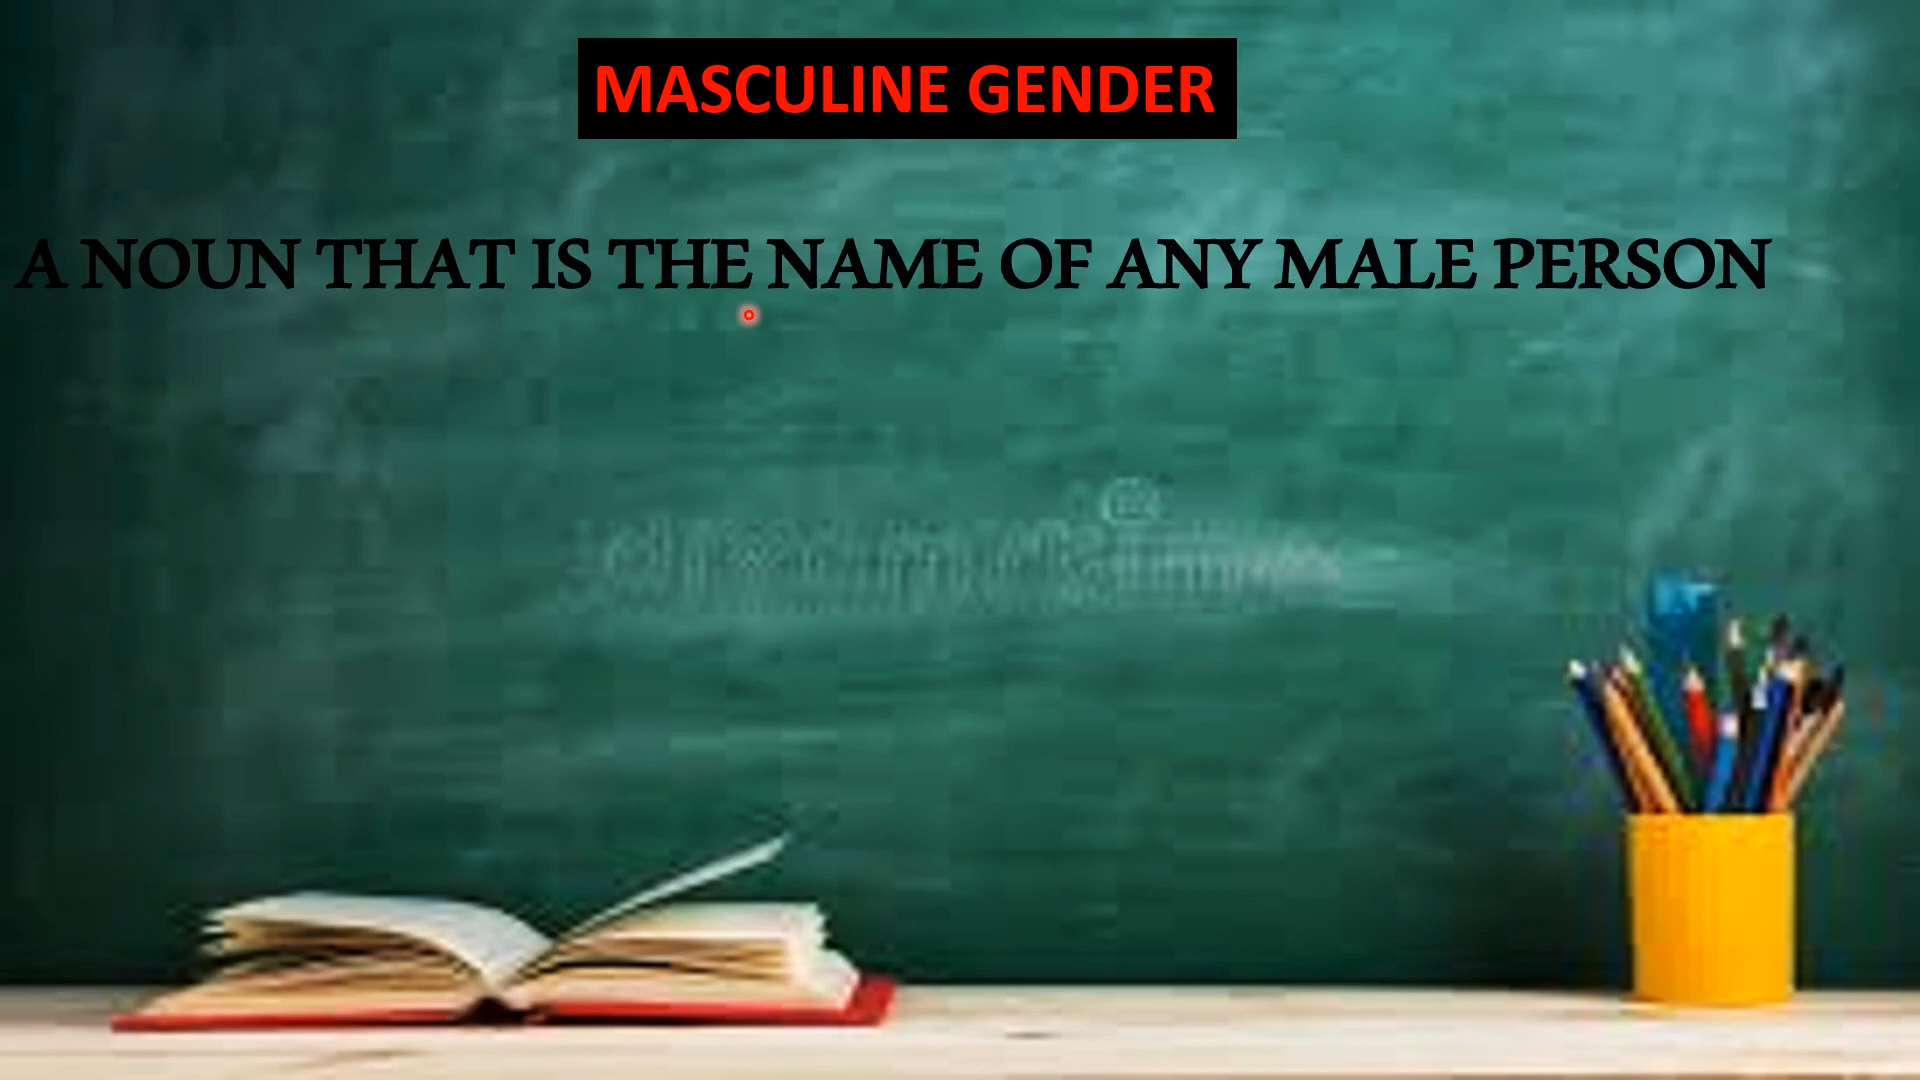 MASCULINE GENDER
A NOUN THAT IS THE NAME OF ANY MALE PERSON